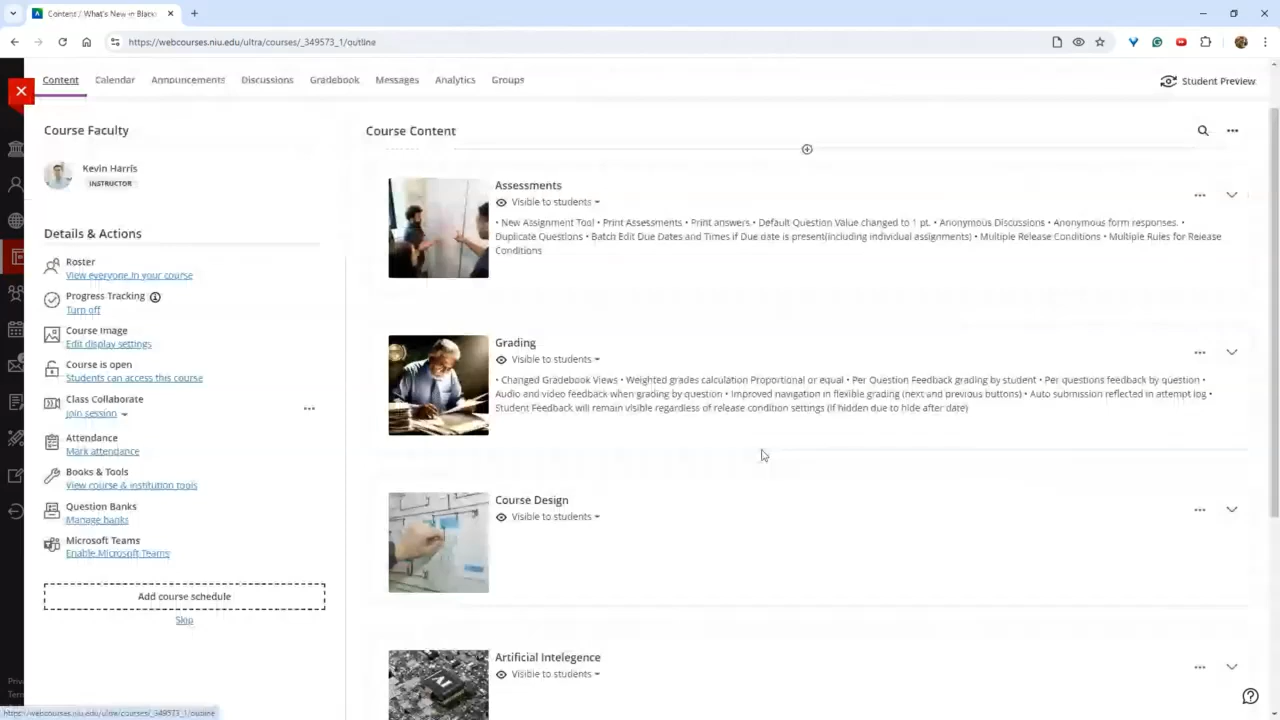 Content / What's New in Black
https://webcourses.niu.edu/ultra/courses/_349573_1/outline
Content
Calendar
Announcements
Discussions
Gradebook
Messages
Analytics
Groups
Student Preview
Course Faculty
Kevin Harris
INSTRUCTOR
Details & Actions
Roster
View everyone in your course
Progress Tracking
Turn off
Course Image
Edit display settings
Course is open
Students can access this course
Class Collaborate
Join session
Attendance
Mark attendance
Books & Tools
View course & institution tools
Question Banks
Manage banks
Microsoft Teams
Enable Microsoft Teams
Add course schedule
Skip
Priv
Term
https://webcourses.niu.edu/ultra/courses/_349573_1/outline
Course Content
Assessments
Visible to students
• New Assignment Tool • Print Assessments • Print answers • Default Question Value changed to 1 pt. • Anonymous Discussions • Anonymous form responses. •
Duplicate Questions • Batch Edit Due Dates and Times if Due date is present(including individual assignments) • Multiple Release Conditions • Multiple Rules for Release
Conditions
Grading
Visible to students
• Changed Gradebook Views • Weighted grades calculation Proportional or equal • Per Question Feedback grading by student • Per questions feedback by question •
Audio and video feedback when grading by question • Improved navigation in flexible grading (next and previous buttons) • Auto submission reflected in attempt log •
Student Feedback will remain visible regardless of release condition settings (if hidden due to hide after date)
Course Design
Visible to students
Artificial Intelegence
Visible to students
AI